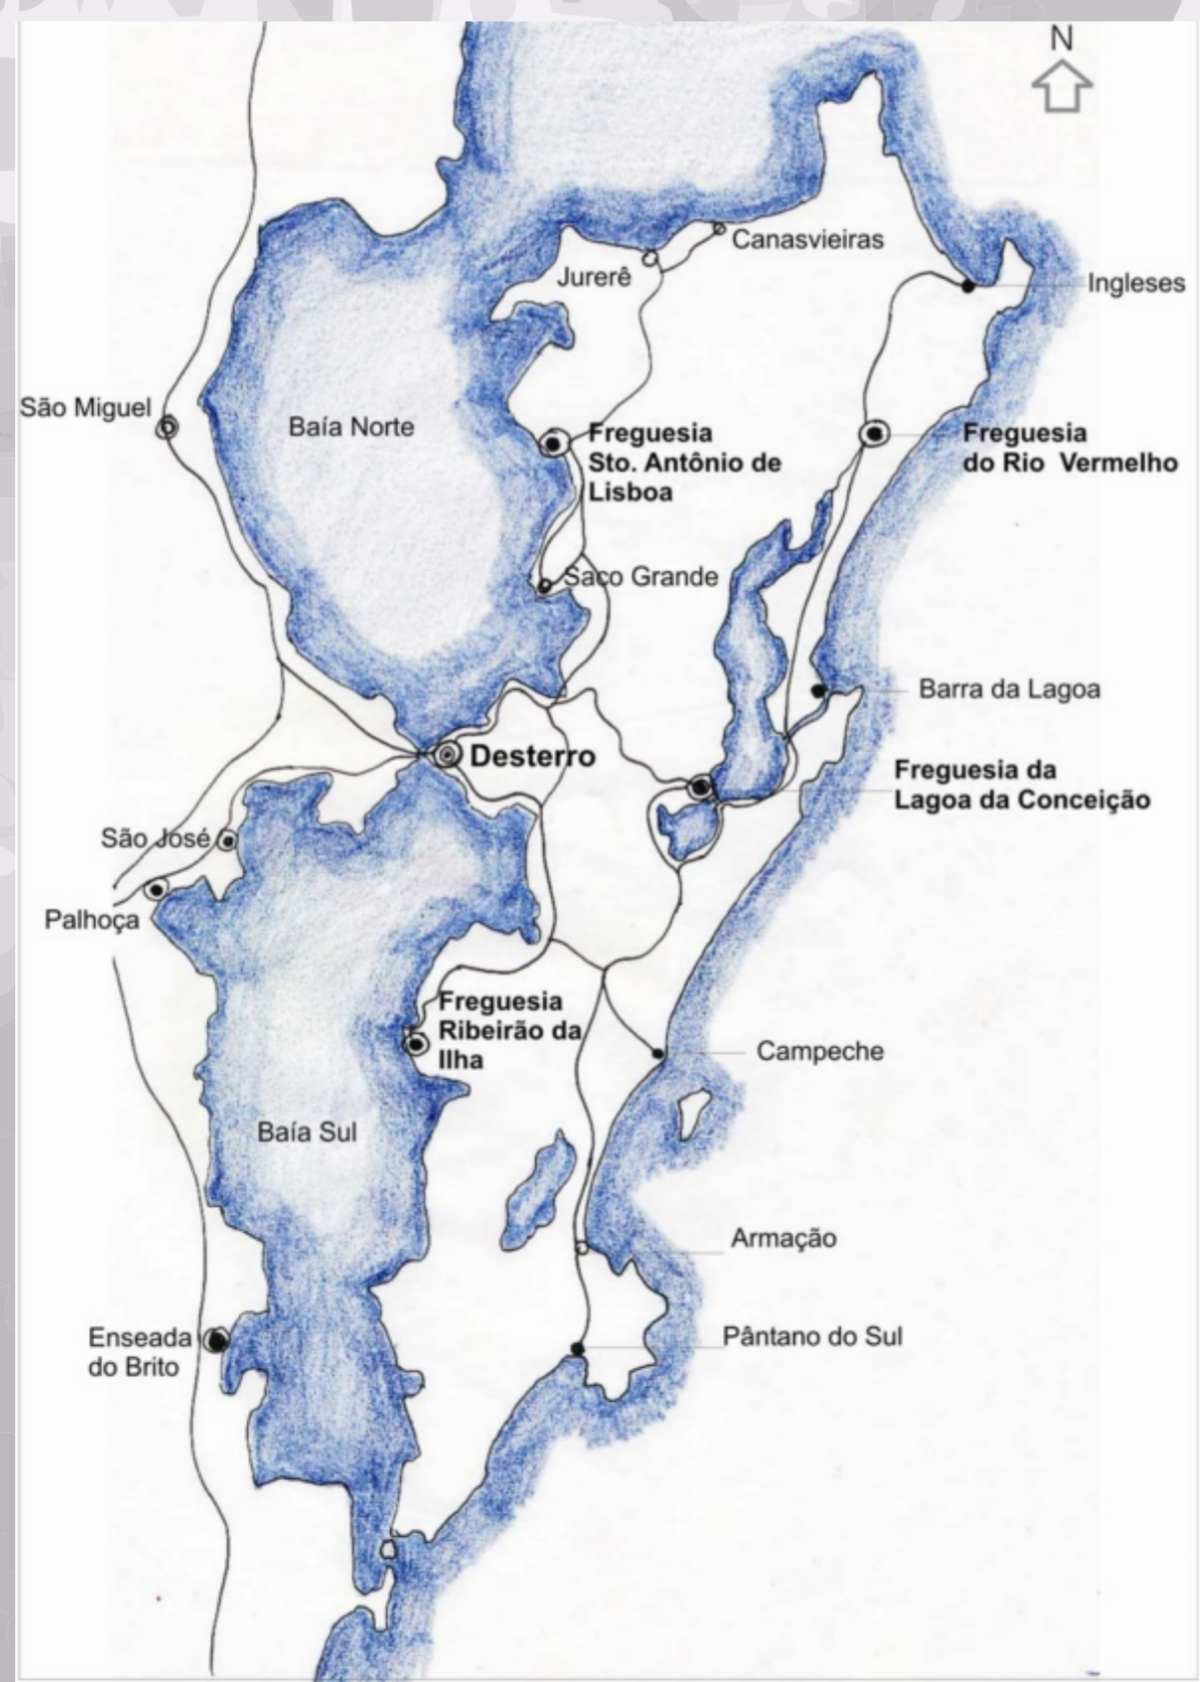 N
Canasvieiras
Jurerê
Ingleses
São Miguel
Baía Norte
Freguesia
Sto. Antônio de
Lisboa
Freguesia
do Rio Vermelho
Saco Grande
Barra da Lagoa
Desterro
Freguesia da
Lagoa da Conceição
São José
Palhoça
Freguesia
Ribeirão da
Ilha
Campeche
Baía Sul
Armação
Enseada
do Brito
Pântano do Sul